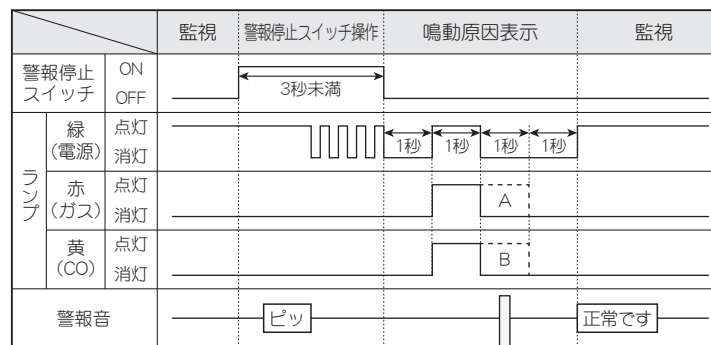 監視 警報停止スイッチ操作 鳴動原因表示 監視
警報停止
スイッチ
ON
OFF
3秒未満
ランプ
緑
(電源)
点灯
消灯
1秒 1秒 1秒 1秒
赤
(ガス)
点灯
消灯
A
黄
(CO)
点灯
消灯
B
警報音
ピッ
正常です